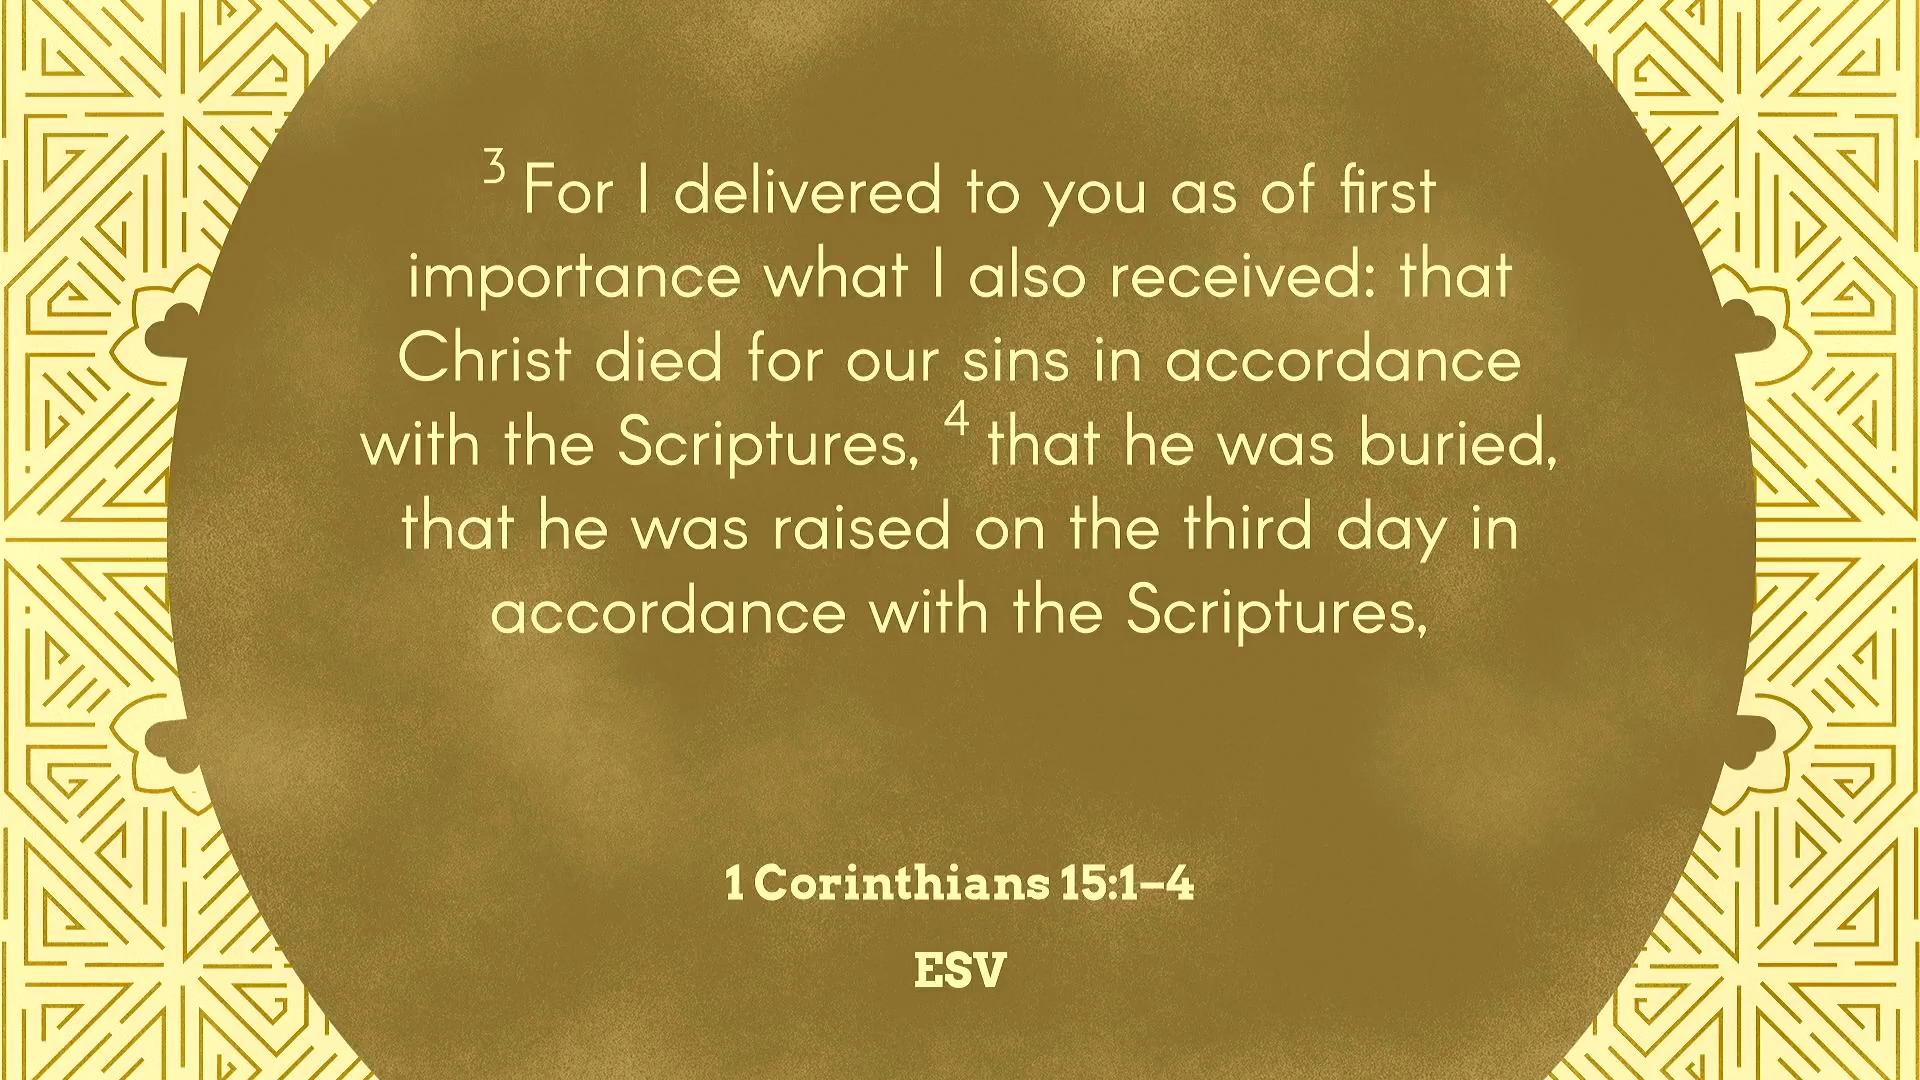 3 For I delivered to you as of first
importance what I also received: that
Christ died for our sins in accordance
with the Scriptures, 4 that he was buried,
that he was raised on the third day in
accordance with the Scriptures,
1 Corinthians 15:1–4
ESV